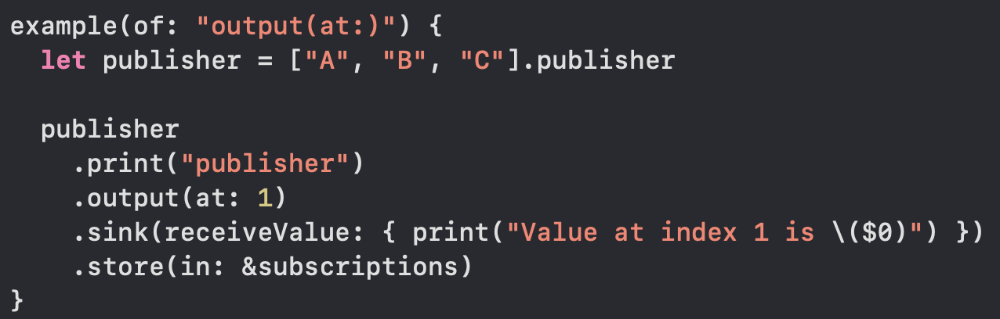 example(of: "output(at:)") {
  let publisher = ["A", "B", "C"].publisher

  publisher
    .print("publisher")
    .output(at: 1)
    .sink(receiveValue: { print("Value at index 1 is \($0)") })
    .store(in: &subscriptions)
}